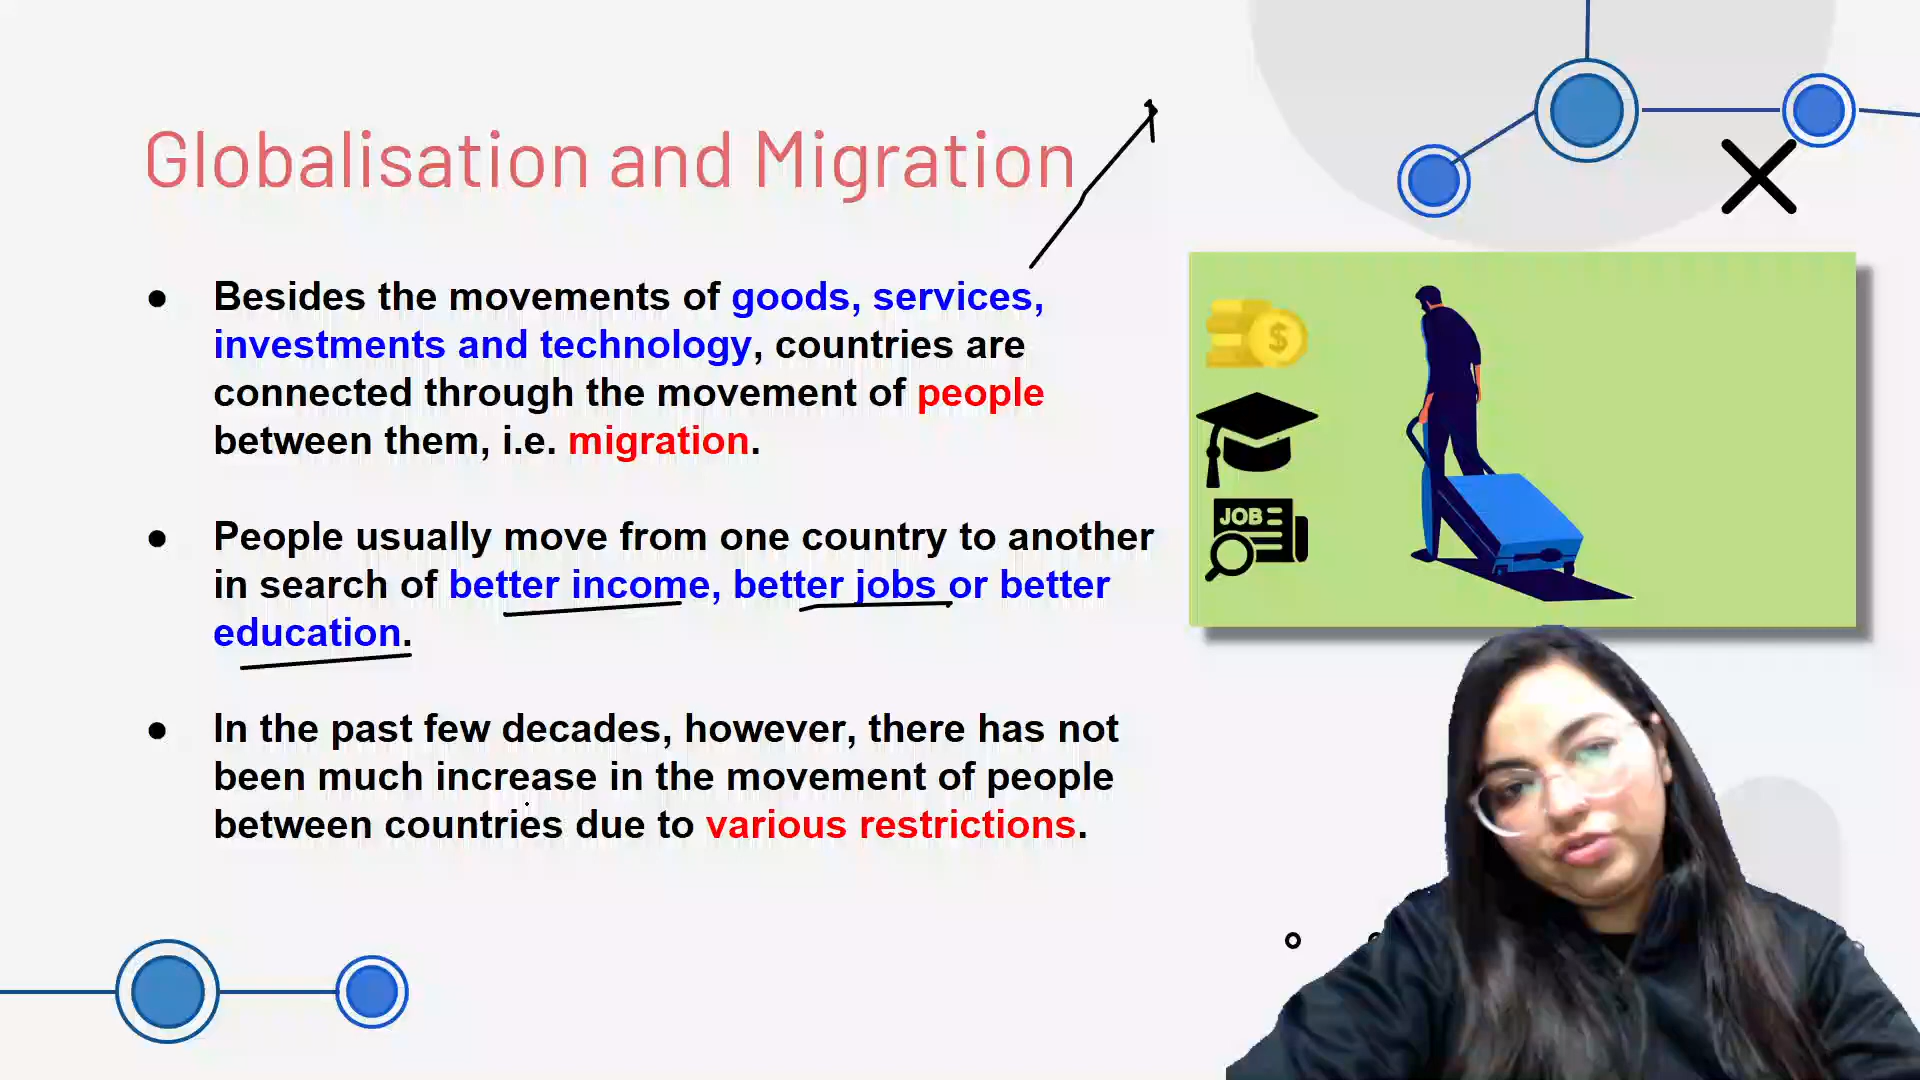 Globalisation and Migration
● Besides the movements of goods, services,
investments and technology, countries are
connected through the movement of people
between them, i.e. migration.
● People usually move from one country to another
in search of better income, better jobs or better
education.
● In the past few decades, however, there has not
been much increase in the movement of people
between countries due to various restrictions.
$
JOB